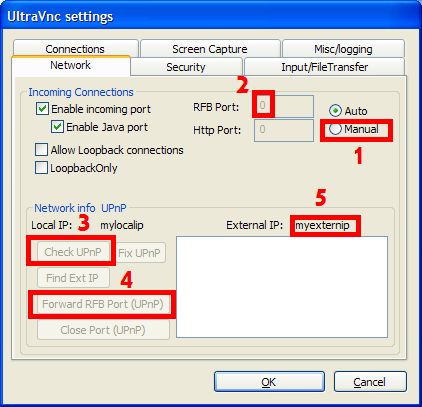 UltraVnc settings
Connections Screen Capture Misc/logging
Network Security Input/FileTransfer
Incoming Connections
Enable incoming port
Enable Java port
Allow Loopback connections
LoopbackOnly
2
RFB Port: 0
Http Port: 0
Auto
Manual
1
Network info UPnP
3
5
Local IP: mylocalip External IP: myexternip
Check UPnP Fix UPnP
Find Ext IP
4
Forward RFB Port (UPnP)
Close Port (UPnP)
OK Cancel